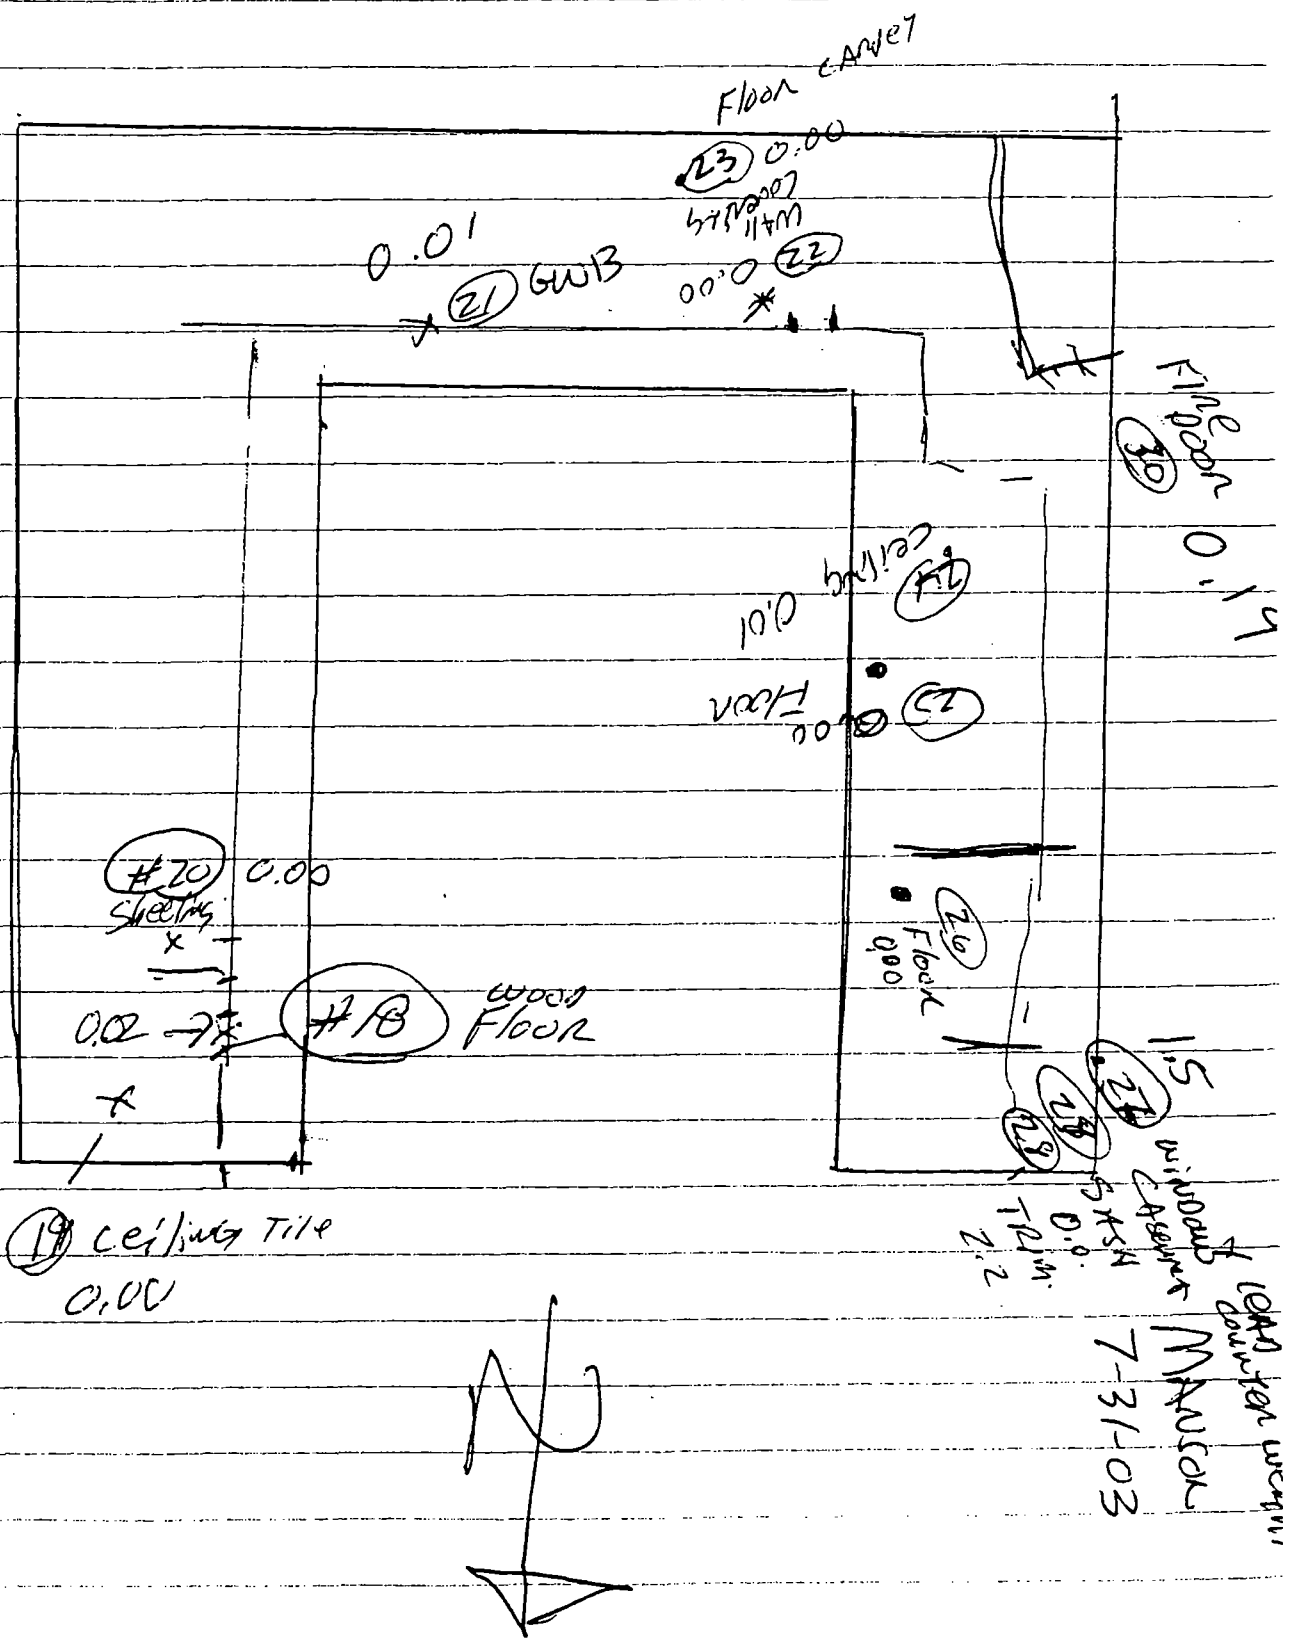 Floor CARPET
23 0.00
WALL
COVERING
22 0.00
0.01
21 GWB
FIRE
DOOR
30 0.19
24
Ceiling
0.01
25
Floor
0.00
#20 0.00
Sheeting
26
Floor
0.00
0.02 → #18 WOOD
FLOOR
1.5
27 WINDOW
CASEMENT
SASH
0.0
28 TRIM
2.2
19 Ceiling Tile
0.00
LEAD
COUNTER
MANSOR
7-31-03
N